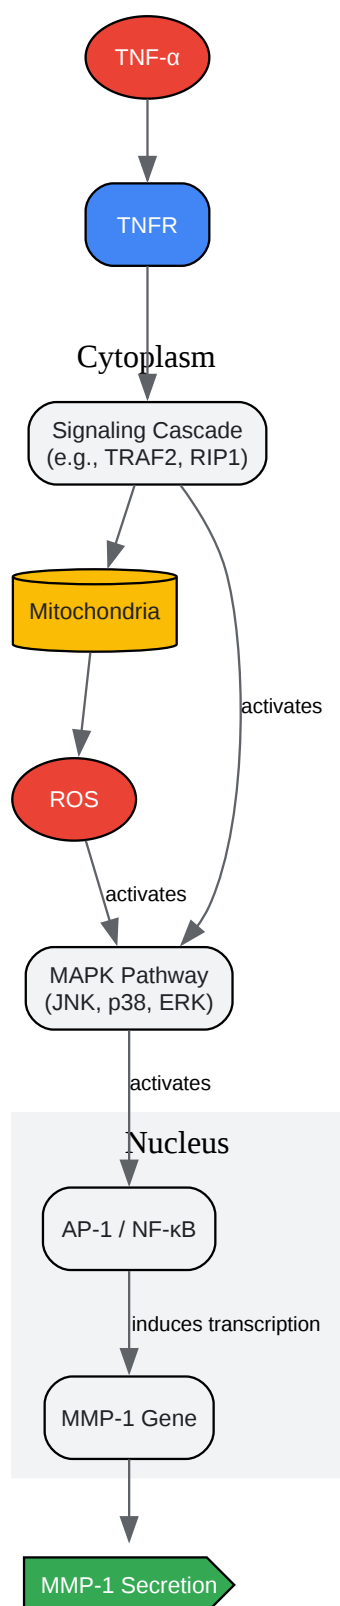 TNF-α
TNFR
Cytoplasm
Signaling Cascade
(e.g., TRAF2, RIP1)
Mitochondria
activates
ROS
activates
MAPK Pathway
(JNK, p38, ERK)
activates
Nucleus
AP-1 / NF-κB
induces transcription
MMP-1 Gene
MMP-1 Secretion